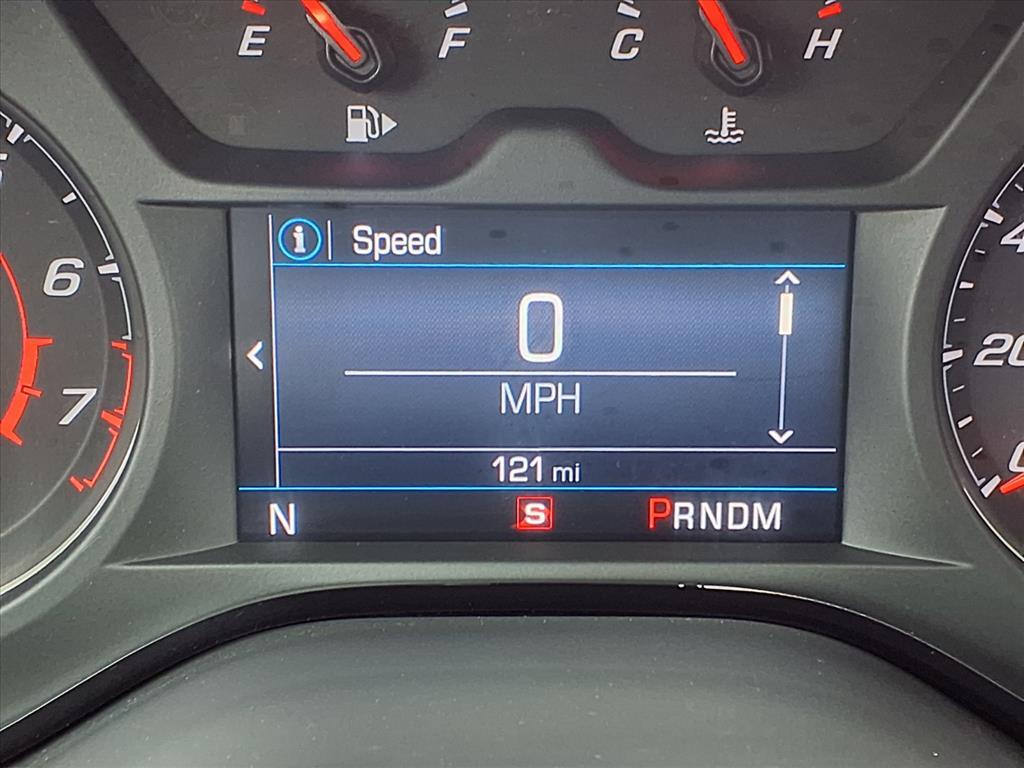 E F C H
i Speed
6
0
7
MPH
20
121 mi
N S PRNDM